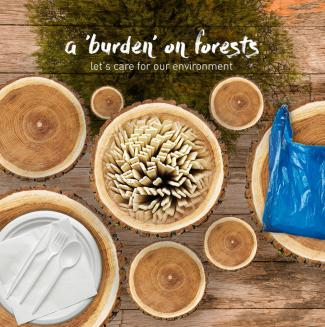 a 'burden' on forests
let's care for our environment